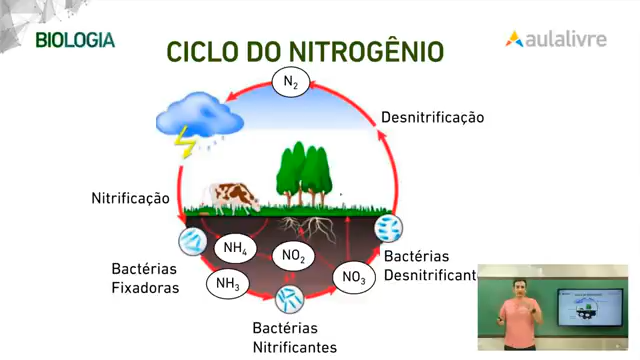 BIOLOGIA
aulalivre
CICLO DO NITROGÊNIO
N2
Desnitrificação
Nitrificação
NH4
NO2
Bactérias
Fixadoras
NH3
NO3
Bactérias
Desnitrificant
Bactérias
Nitrificantes